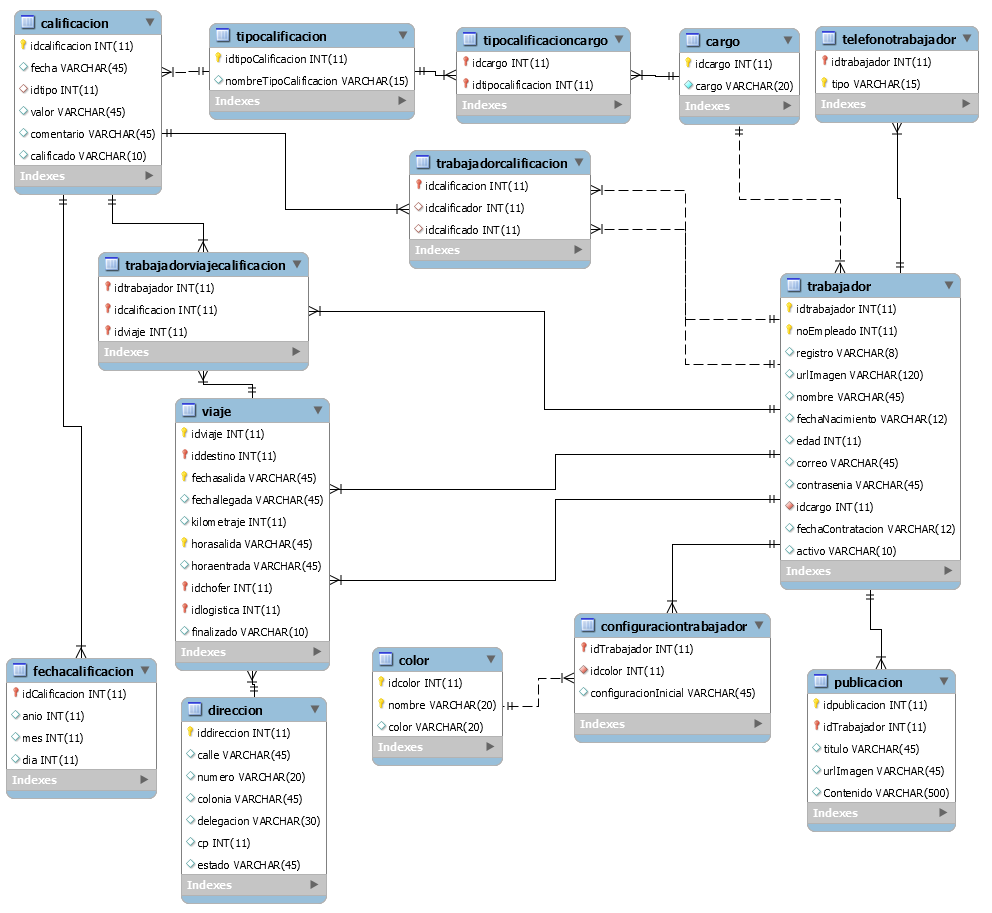 calificacion
idcalificacion INT(11)
fecha VARCHAR(45)
idtipo INT(11)
valor VARCHAR(45)
comentario VARCHAR(45)
calificado VARCHAR(10)
Indexes
tipocalificacion
idtipoCalificacion INT(11)
nombreTipoCalificacion VARCHAR(15)
Indexes
tipocalificacioncargo
idcargo INT(11)
idtipocalificacion INT(11)
Indexes
cargo
idcargo INT(11)
cargo VARCHAR(20)
Indexes
telefonotrabajador
idtrabajador INT(11)
tipo VARCHAR(15)
Indexes
trabajadorcalificacion
idcalificacion INT(11)
idcalificador INT(11)
idcalificado INT(11)
Indexes
trabajadorviajecalificacion
idtrabajador INT(11)
idcalificacion INT(11)
idviaje INT(11)
Indexes
trabajador
idtrabajador INT(11)
noEmpleado INT(11)
registro VARCHAR(8)
urlImagen VARCHAR(120)
nombre VARCHAR(45)
fechaNacimiento VARCHAR(12)
edad INT(11)
correo VARCHAR(45)
contrasenia VARCHAR(45)
idcargo INT(11)
fechaContratacion VARCHAR(12)
activo VARCHAR(10)
Indexes
viaje
idviaje INT(11)
iddestino INT(11)
fechasalida VARCHAR(45)
fechallegada VARCHAR(45)
kilometraje INT(11)
horasalida VARCHAR(45)
horaentrada VARCHAR(45)
idchofer INT(11)
idlogistica INT(11)
finalizado VARCHAR(10)
Indexes
fechacalificacion
idCalificacion INT(11)
anio INT(11)
mes INT(11)
dia INT(11)
Indexes
direccion
iddireccion INT(11)
calle VARCHAR(45)
numero VARCHAR(20)
colonia VARCHAR(45)
delegacion VARCHAR(30)
cp INT(11)
estado VARCHAR(45)
Indexes
color
idcolor INT(11)
nombre VARCHAR(20)
color VARCHAR(20)
Indexes
configuraciontrabajador
idTrabajador INT(11)
idcolor INT(11)
configuracionInicial VARCHAR(45)
Indexes
publicacion
idpublicacion INT(11)
idTrabajador INT(11)
titulo VARCHAR(45)
urlImagen VARCHAR(45)
Contenido VARCHAR(500)
Indexes